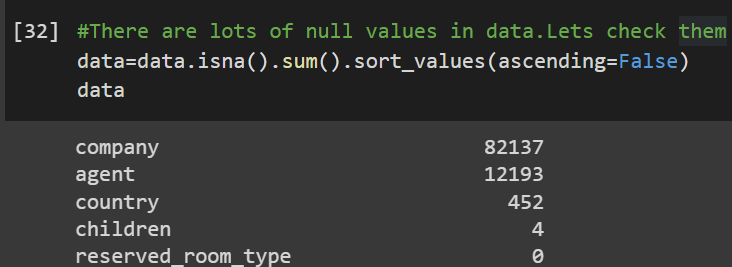 [32] #There are lots of null values in data.Lets check them
data=data.isna().sum().sort_values(ascending=False)
data
company 82137
agent 12193
country 452
children 4
reserved_room_type 0